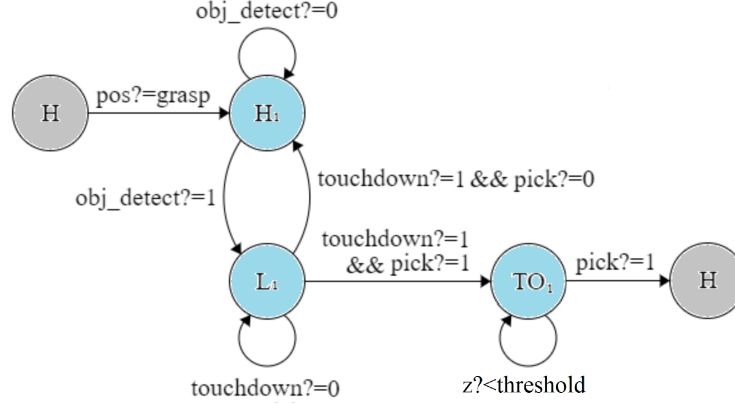 obj_detect?=0
H
pos?=grasp
H₁
touchdown?=1 && pick?=0
obj_detect?=1
touchdown?=1
&& pick?=1
L₁
TO₁
pick?=1
H
touchdown?=0
z?<threshold